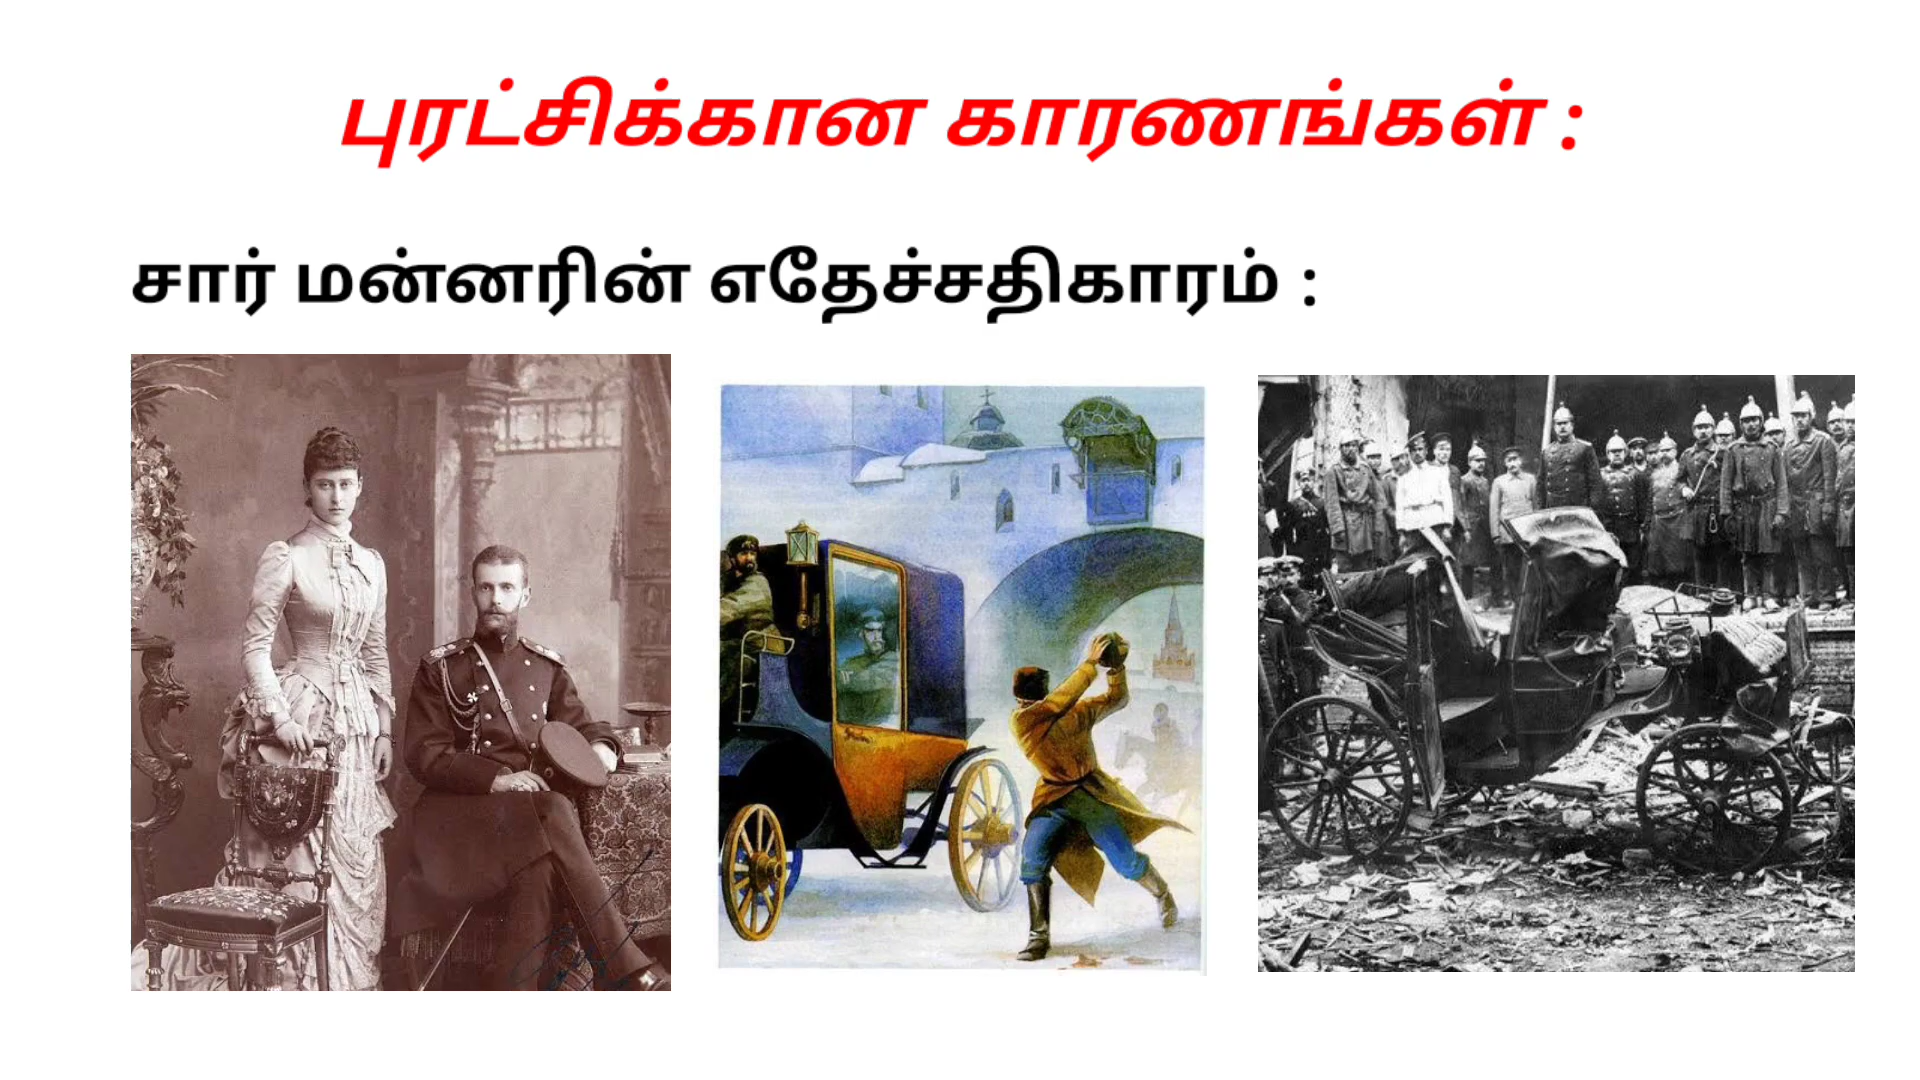 புரட்சிக்கான காரணங்கள் :
சார் மன்னரின் எதேச்சதிகாரம் :